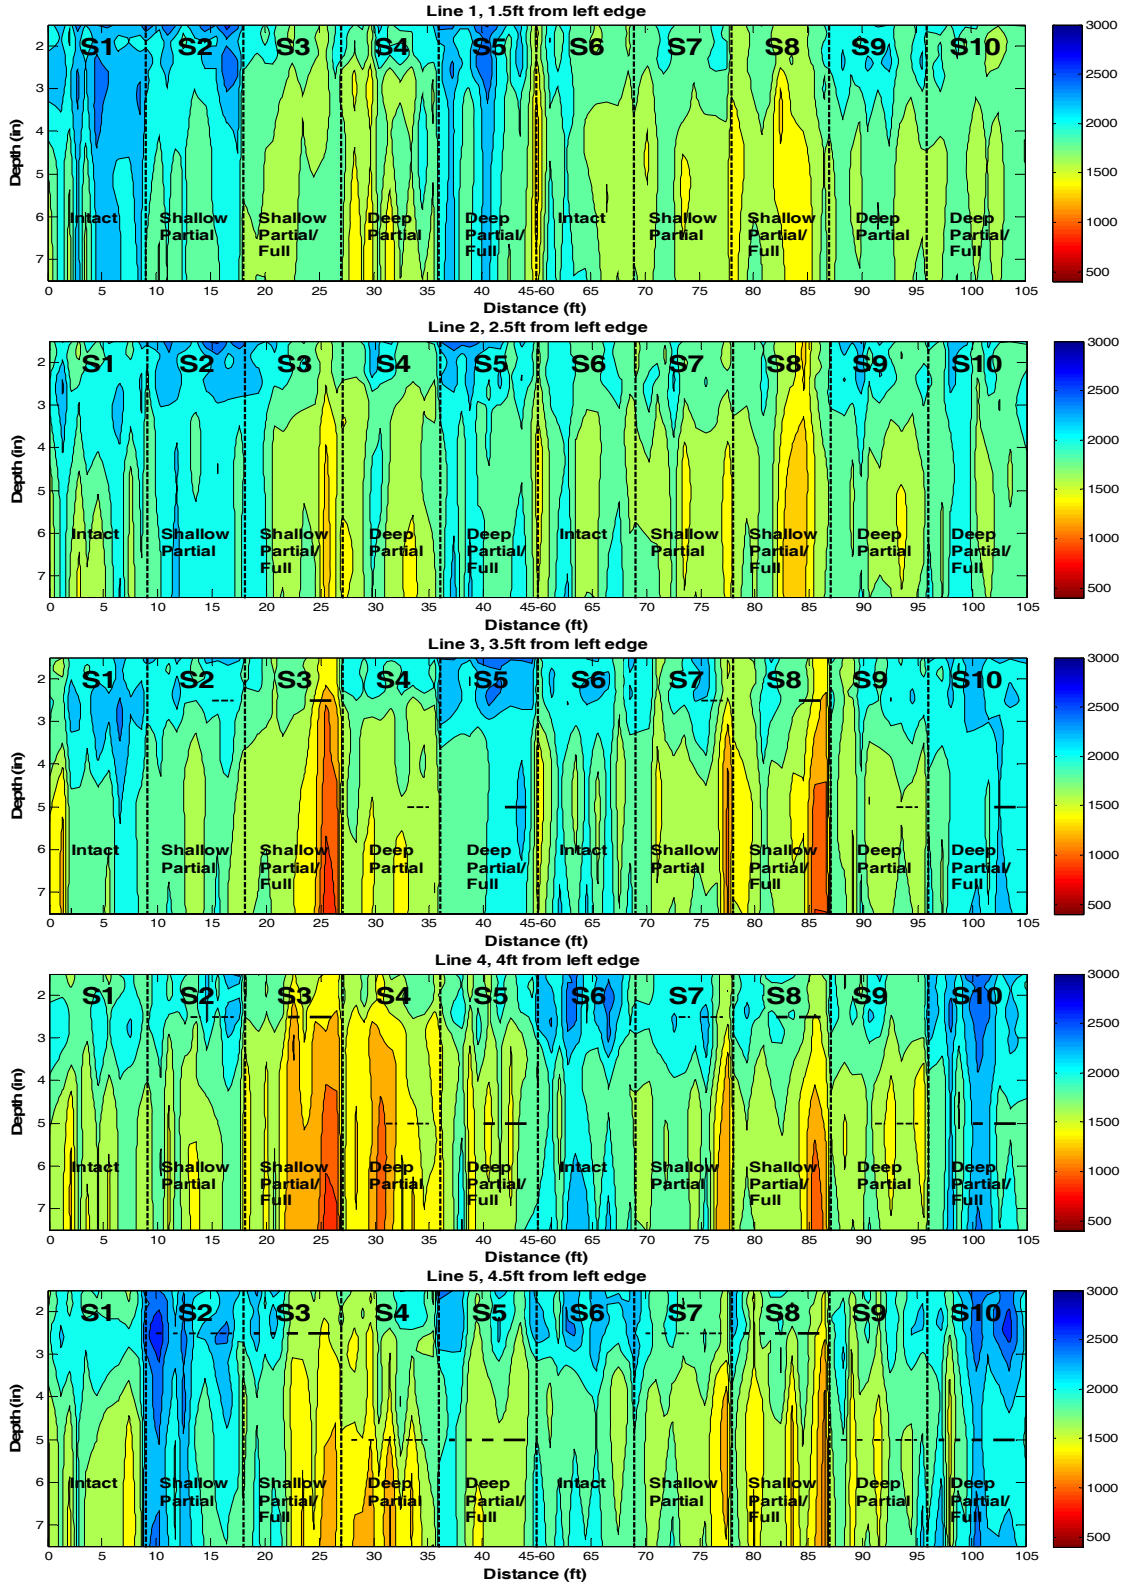 Line 1, 1.5ft from left edge
Depth (in)
2
3
4
5
6
7
S1 S2 S3 S4 S5 S6 S7 S8 S9 S10
Intact
Shallow Partial
Shallow Partial/ Full
Deep Partial
Deep Partial/ Full
Intact
Shallow Partial
Shallow Partial/ Full
Deep Partial
Deep Partial/ Full
0 5 10 15 20 25 30 35 40 45-60 65 70 75 80 85 90 95 100 105
Distance (ft)
3000
2500
2000
1500
1000
500
Line 2, 2.5ft from left edge
Depth (in)
2
3
4
5
6
7
S1 S2 S3 S4 S5 S6 S7 S8 S9 S10
Intact
Shallow Partial
Shallow Partial/ Full
Deep Partial
Deep Partial/ Full
Intact
Shallow Partial
Shallow Partial/ Full
Deep Partial
Deep Partial/ Full
0 5 10 15 20 25 30 35 40 45-60 65 70 75 80 85 90 95 100 105
Distance (ft)
3000
2500
2000
1500
1000
500
Line 3, 3.5ft from left edge
Depth (in)
2
3
4
5
6
7
S1 S2 S3 S4 S5 S6 S7 S8 S9 S10
Intact
Shallow Partial
Shallow Partial/ Full
Deep Partial
Deep Partial/ Full
Intact
Shallow Partial
Shallow Partial/ Full
Deep Partial
Deep Partial/ Full
0 5 10 15 20 25 30 35 40 45-60 65 70 75 80 85 90 95 100 105
Distance (ft)
3000
2500
2000
1500
1000
500
Line 4, 4ft from left edge
Depth (in)
2
3
4
5
6
7
S1 S2 S3 S4 S5 S6 S7 S8 S9 S10
Intact
Shallow Partial
Shallow Partial/ Full
Deep Partial
Deep Partial/ Full
Intact
Shallow Partial
Shallow Partial/ Full
Deep Partial
Deep Partial/ Full
0 5 10 15 20 25 30 35 40 45-60 65 70 75 80 85 90 95 100 105
Distance (ft)
3000
2500
2000
1500
1000
500
Line 5, 4.5ft from left edge
Depth (in)
2
3
4
5
6
7
S1 S2 S3 S4 S5 S6 S7 S8 S9 S10
Intact
Shallow Partial
Shallow Partial/ Full
Deep Partial
Deep Partial/ Full
Intact
Shallow Partial
Shallow Partial/ Full
Deep Partial
Deep Partial/ Full
0 5 10 15 20 25 30 35 40 45-60 65 70 75 80 85 90 95 100 105
Distance (ft)
3000
2500
2000
1500
1000
500